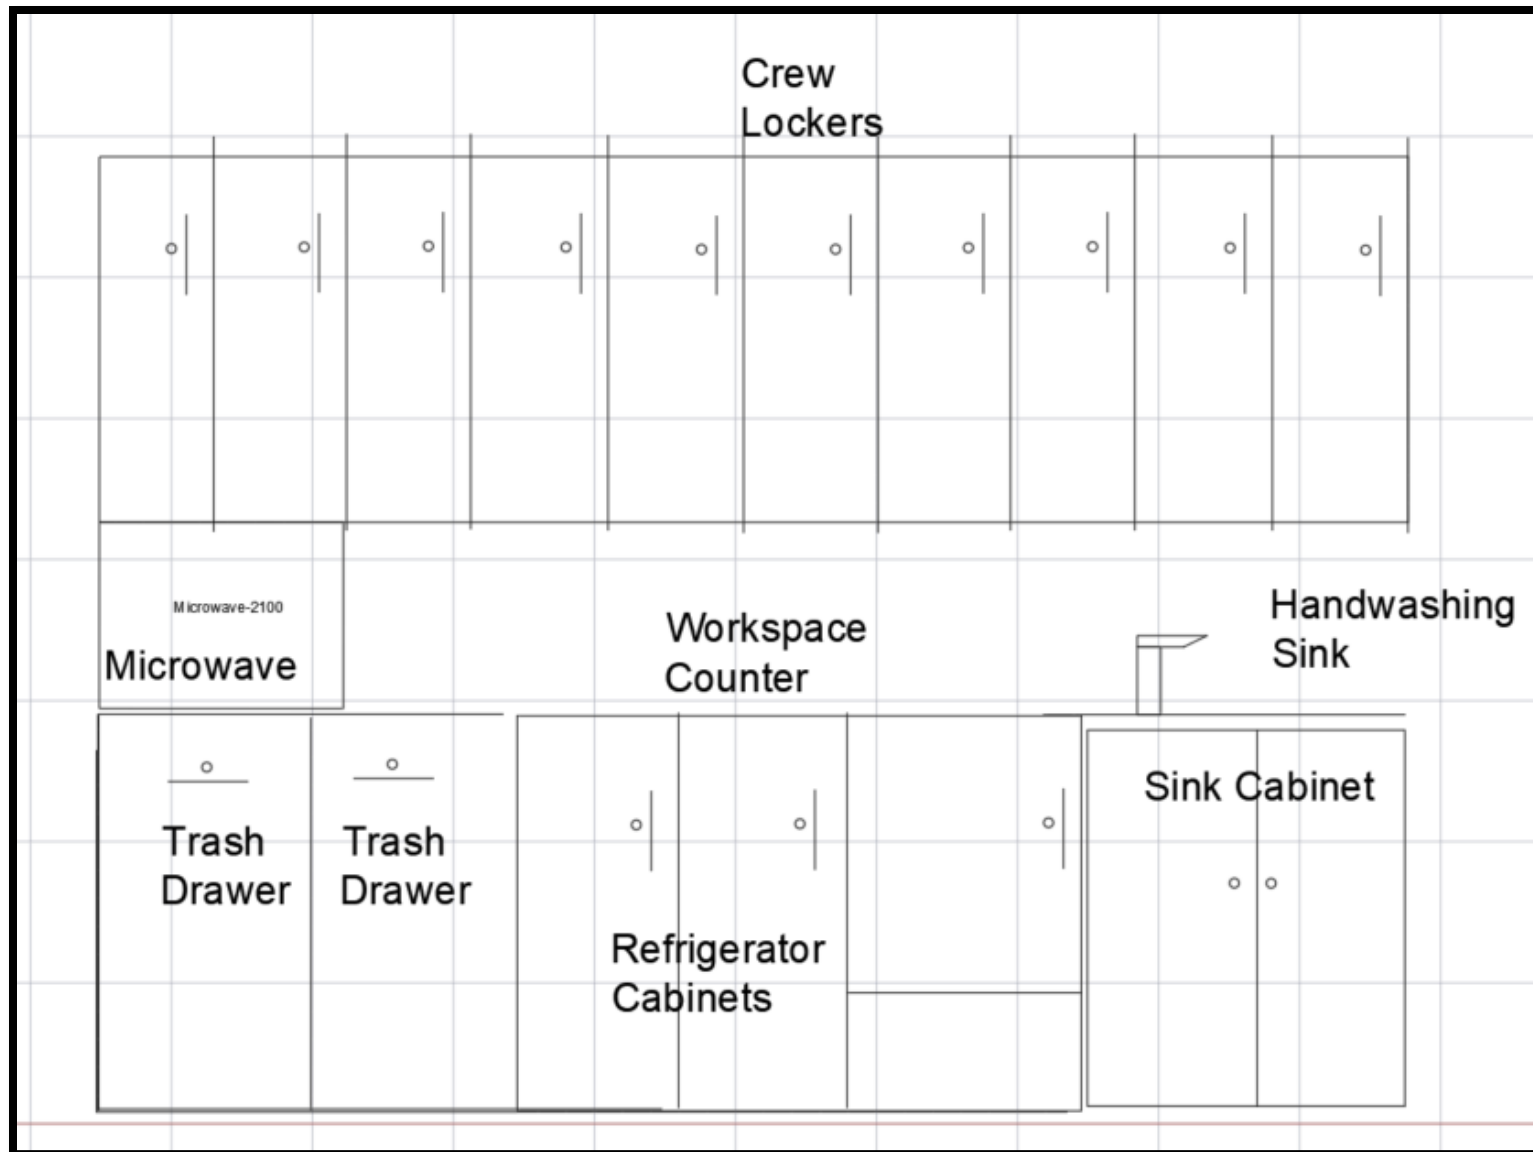 Crew
Lockers
Microwave-2100
Microwave
Workspace
Counter
Handwashing
Sink
Trash
Drawer
Trash
Drawer
Refrigerator
Cabinets
Sink Cabinet